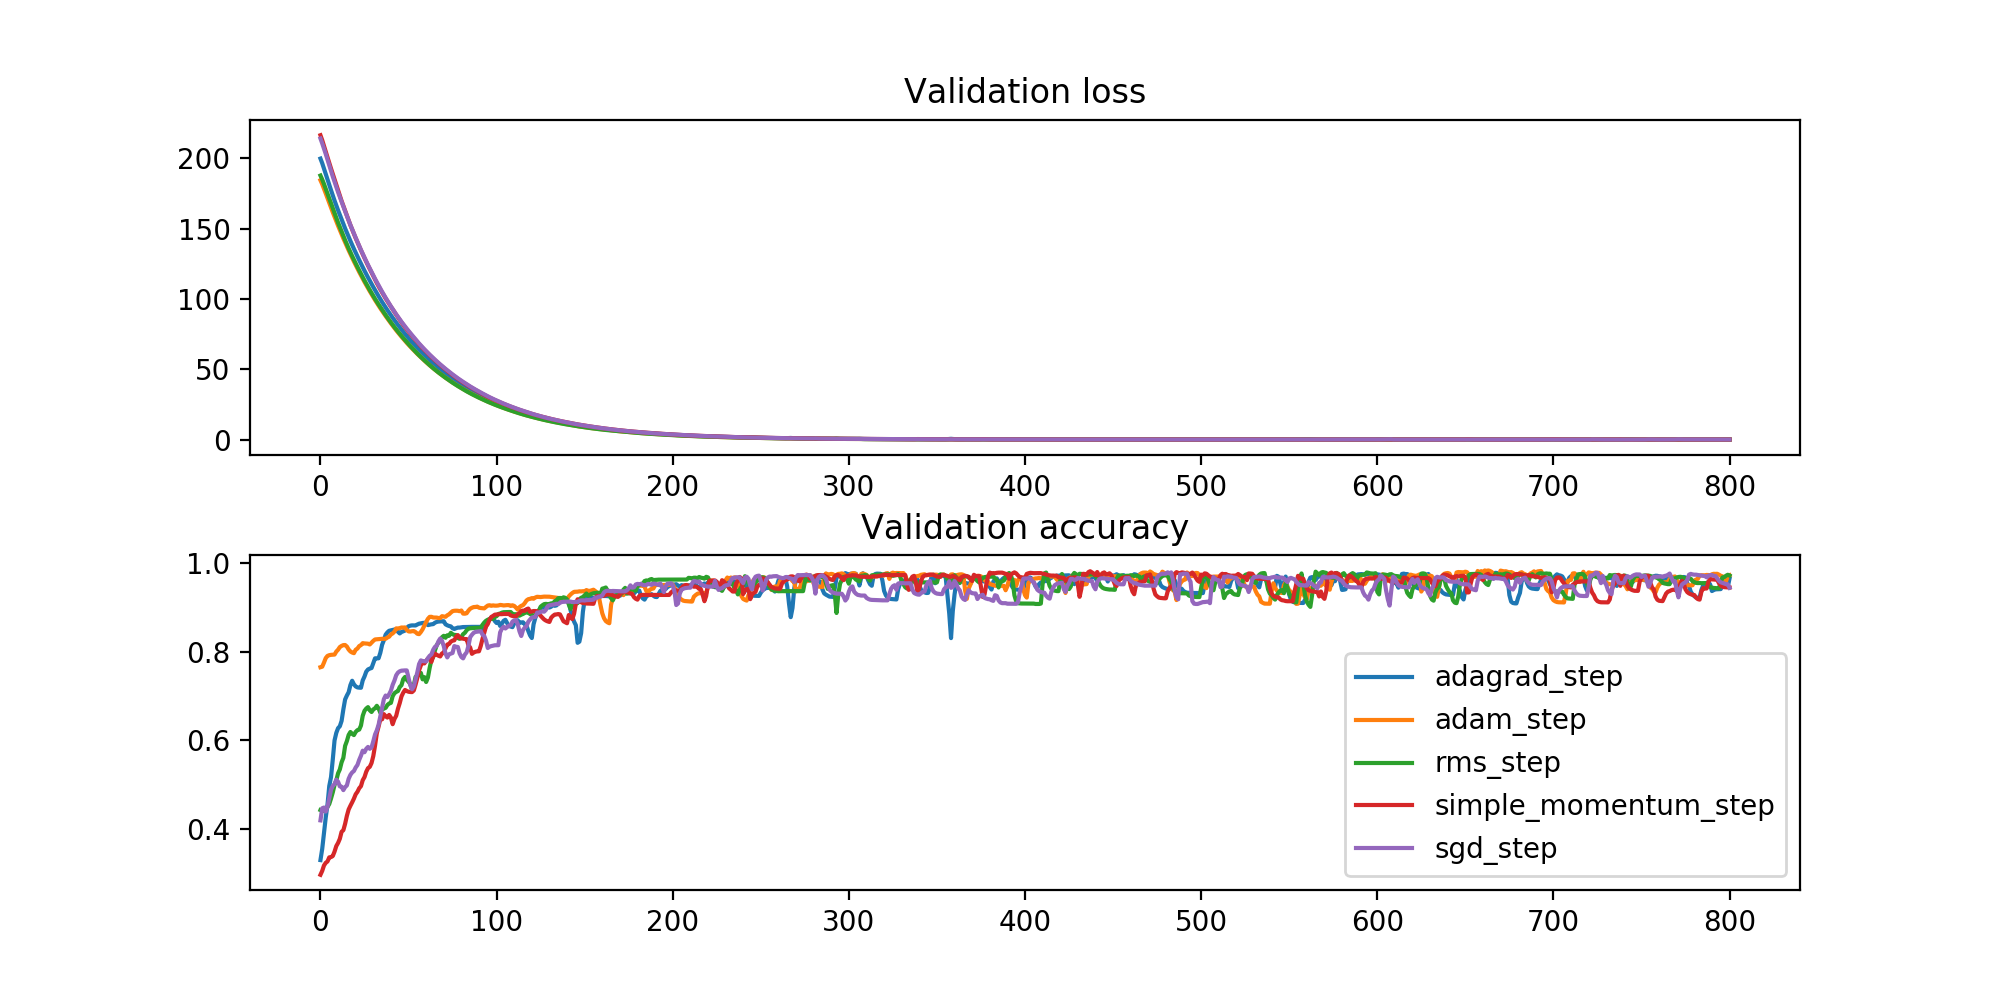 Validation loss
200
150
100
50
0
0 100 200 300 400 500 600 700 800
Validation accuracy
1.0
0.8
0.6
0.4
adagrad_step
adam_step
rms_step
simple_momentum_step
sgd_step
0 100 200 300 400 500 600 700 800